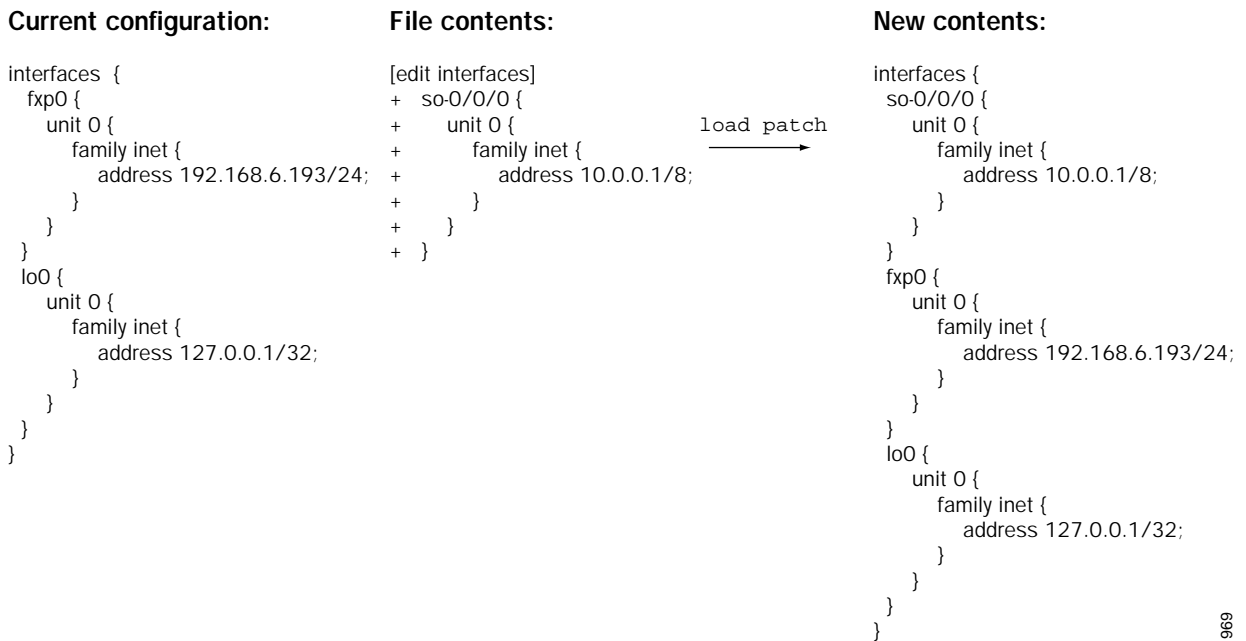 Current configuration:
interfaces {
fxp0 {
unit 0 {
family inet {
address 192.168.6.193/24;
}
}
}
lo0 {
unit 0 {
family inet {
address 127.0.0.1/32;
}
}
}
}
File contents:
[edit interfaces]
+ so-0/0/0 {
+ unit 0 {
+ family inet {
+ address 10.0.0.1/8;
+ }
+ }
+ }
load patch
New contents:
interfaces {
so-0/0/0 {
unit 0 {
family inet {
address 10.0.0.1/8;
}
}
}
fxp0 {
unit 0 {
family inet {
address 192.168.6.193/24;
}
}
}
lo0 {
unit 0 {
family inet {
address 127.0.0.1/32;
}
}
}
}
969